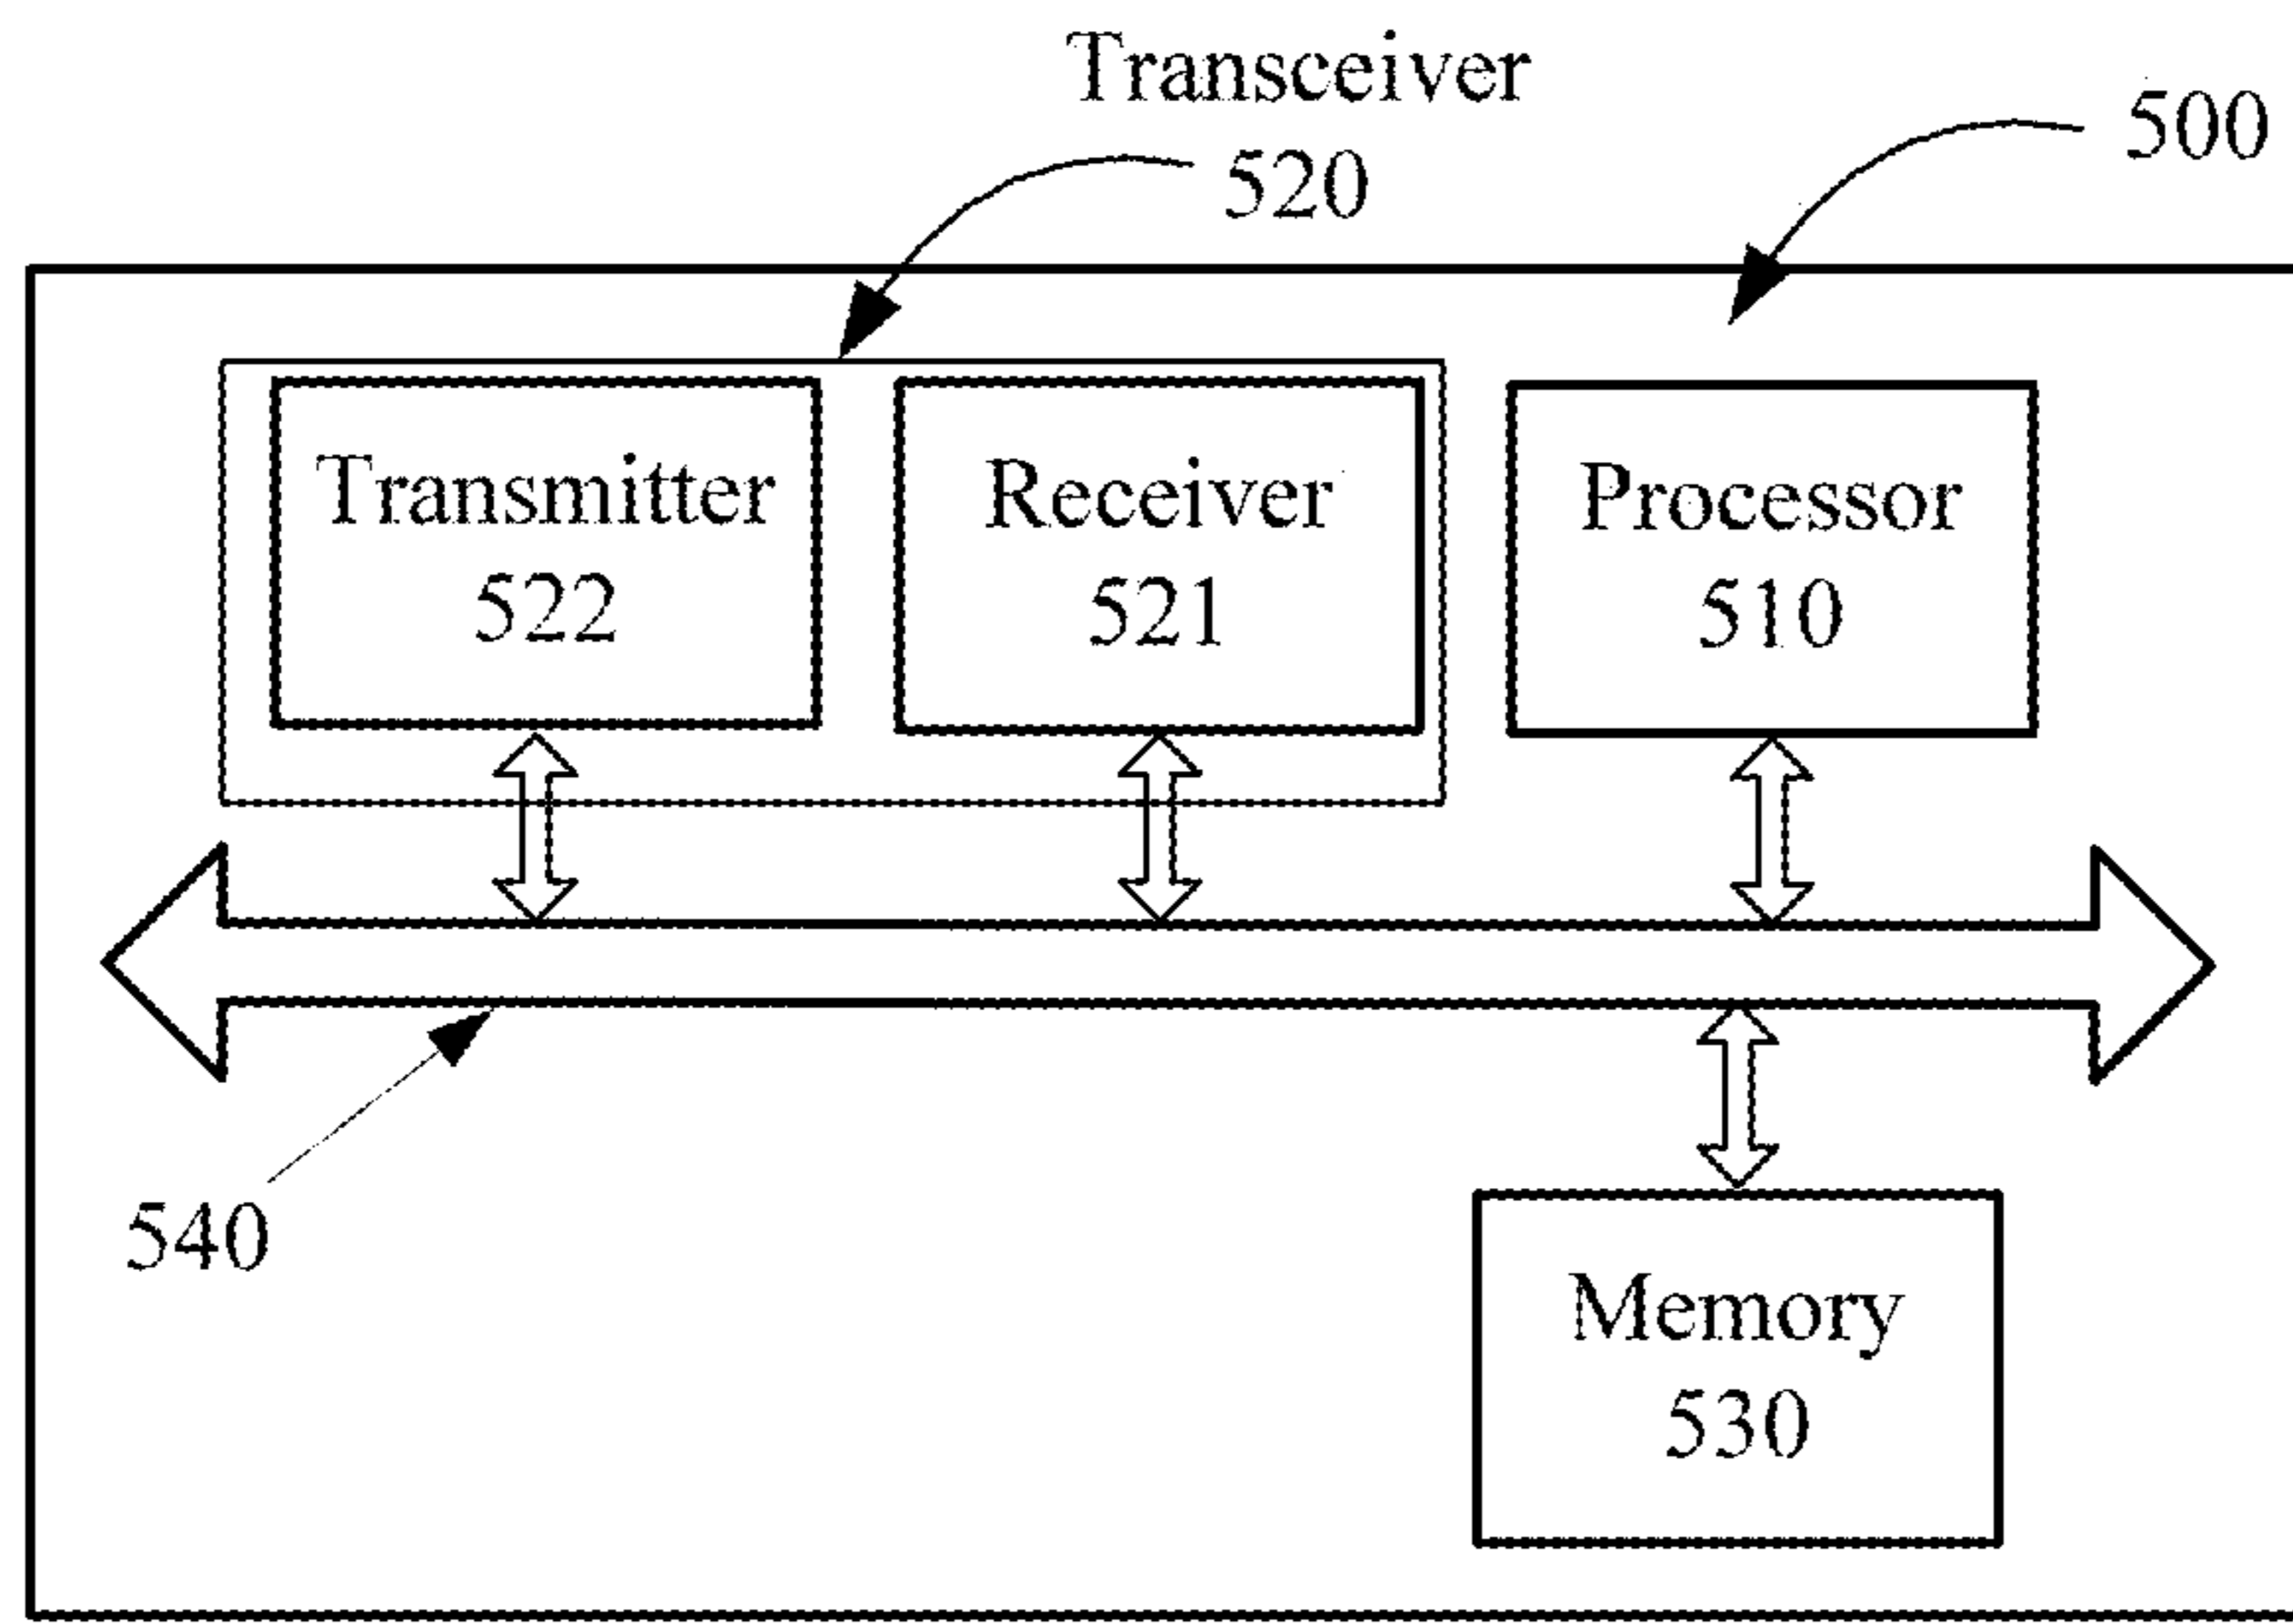 Transceiver
520
500
Transmitter
522
Receiver
521
Processor
510
540
Memory
530